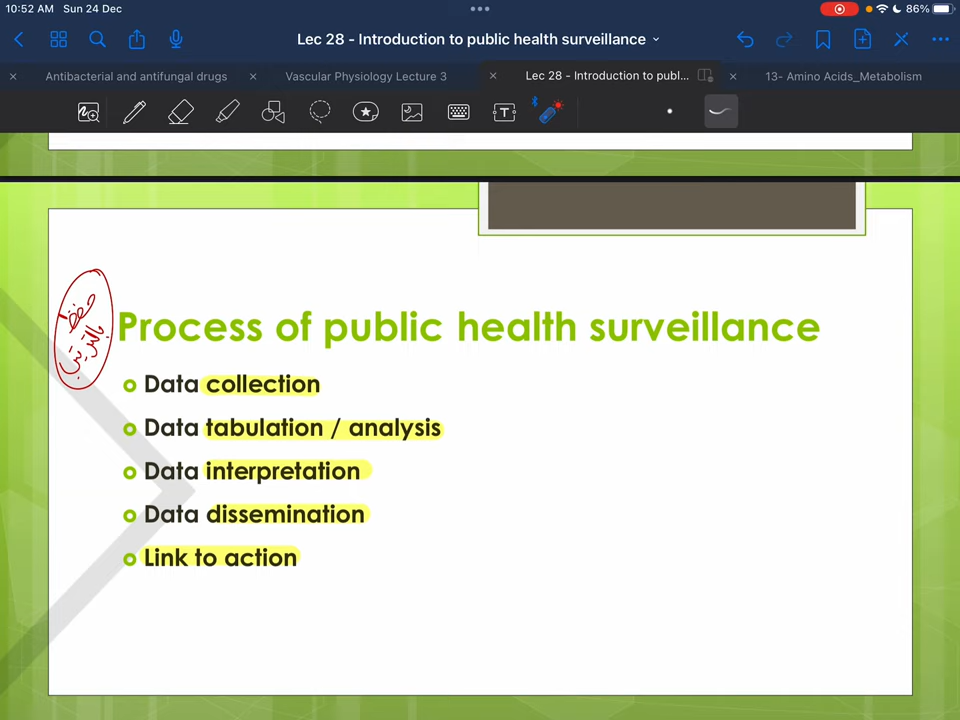 10:52 AM Sun 24 Dec
86%
Lec 28 - Introduction to public health surveillance
Antibacterial and antifungal drugs
Vascular Physiology Lecture 3
Lec 28 - Introduction to publ...
13- Amino Acids_Metabolism
T
حفظ
بالترتيب
Process of public health surveillance
Data collection
Data tabulation / analysis
Data interpretation
Data dissemination
Link to action